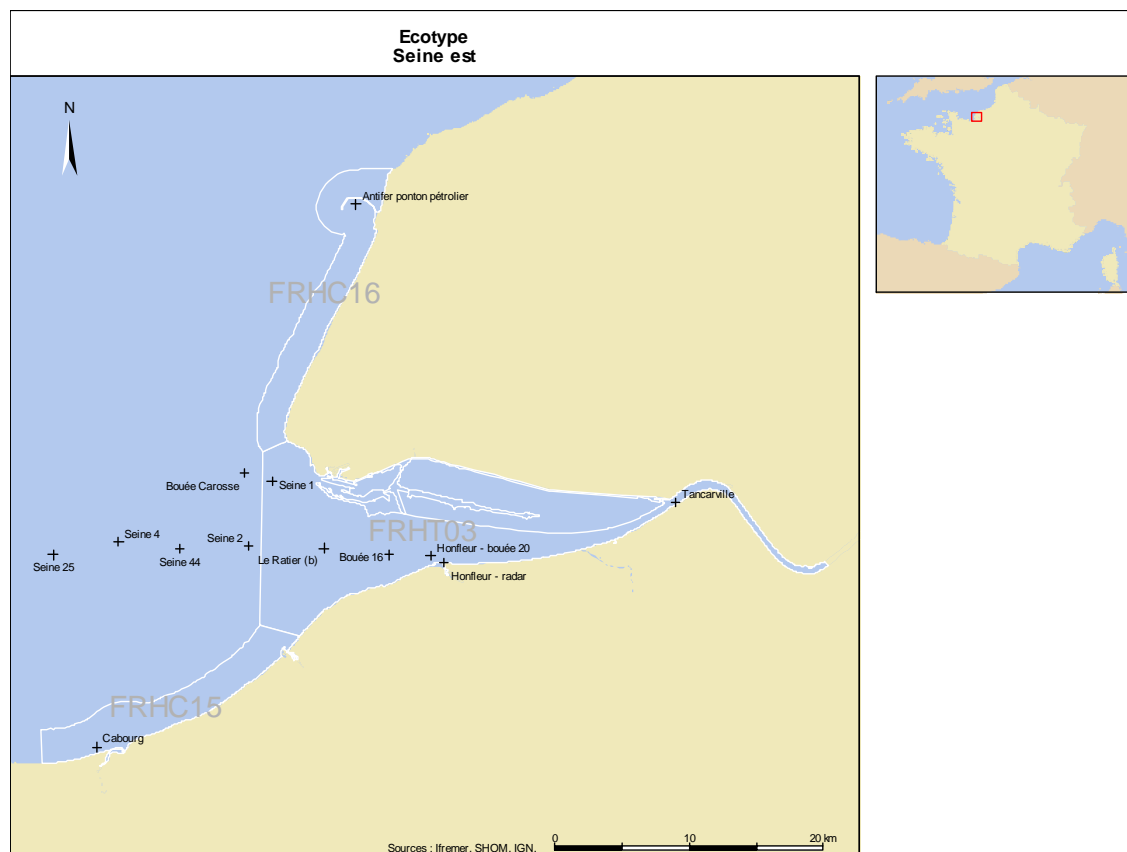 Ecotype
Seine est
N
Antifer ponton pétrolier
FRHC16
Bouée Carosse
Seine 1
Tancarville
FRHT03
Seine 4
Seine 2
Seine 25
Seine 44
Le Ratier (b)
Bouée 16
Honfleur - bouée 20
Honfleur - radar
FRHC15
Cabourg
0 10 20 km
Sources : Ifremer, SHOM, IGN.